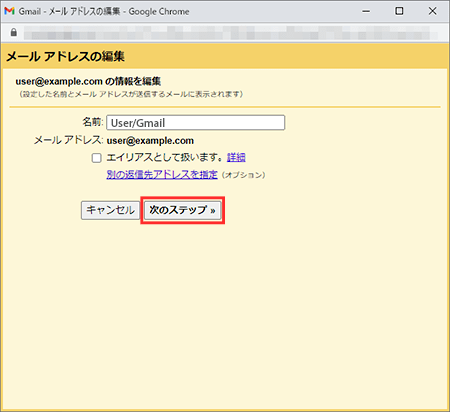 Gmail - メール アドレスの編集 - Google Chrome
メール アドレスの編集
user@example.com の情報を編集
(設定した名前とメール アドレスが送信するメールに表示されます)
名前: User/Gmail
メール アドレス: user@example.com
エイリアスとして扱います。 詳細
別の返信先アドレスを指定 (オプション)
キャンセル 次のステップ »